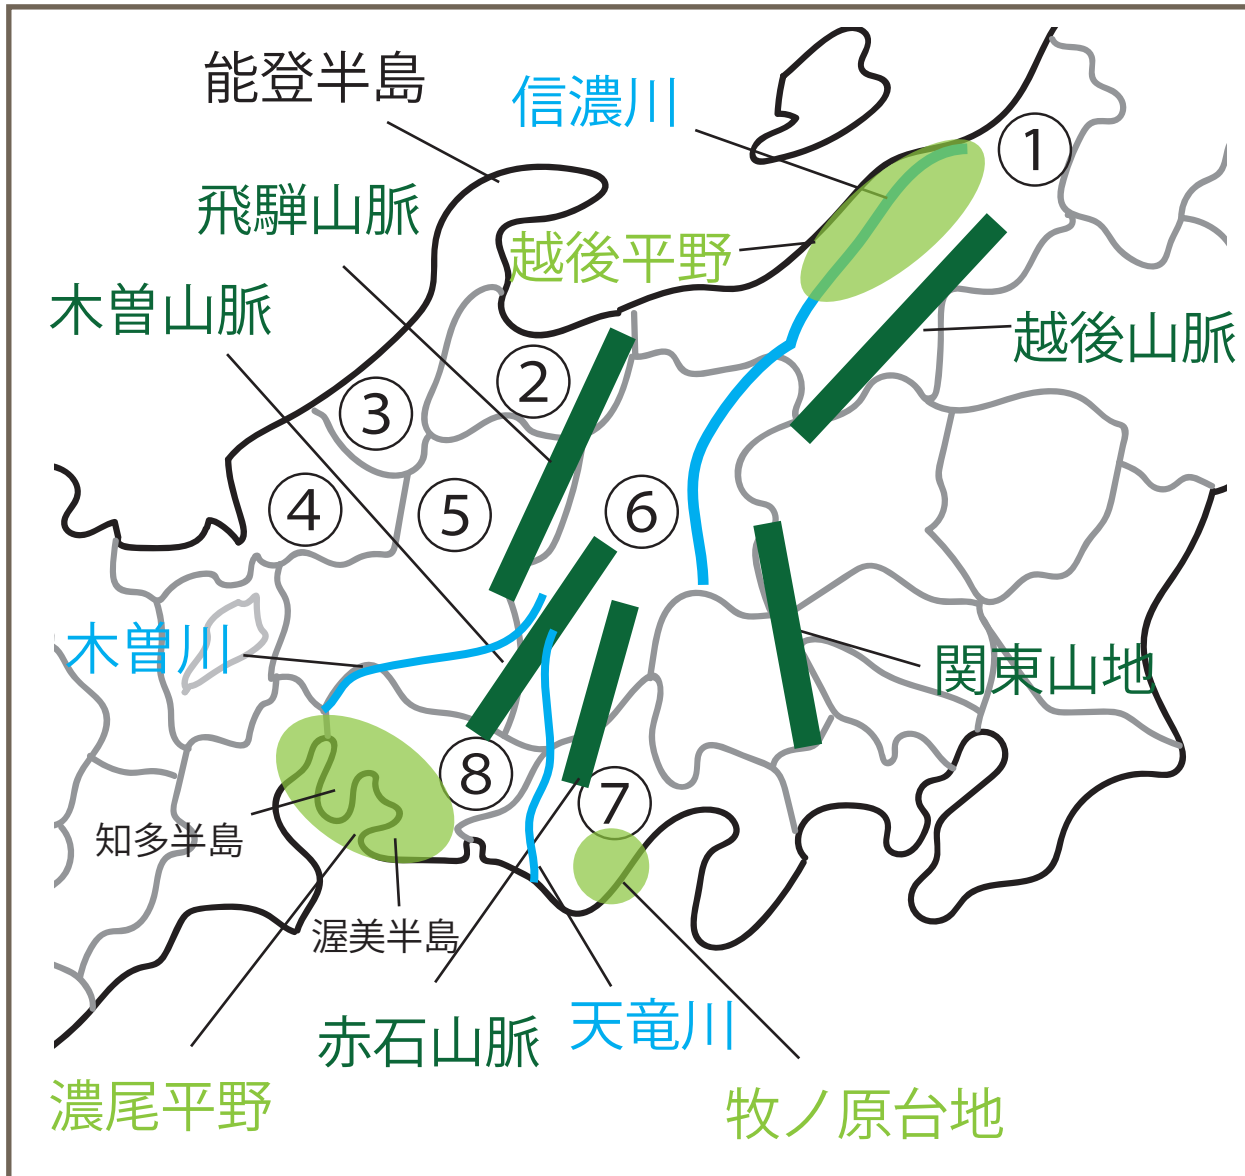 能登半島
信濃川
①
飛騨山脈
越後平野
木曽山脈
越後山脈
②
③
④
⑤
⑥
木曽川
関東山地
⑧
⑦
知多半島
渥美半島
赤石山脈
天竜川
濃尾平野
牧ノ原台地